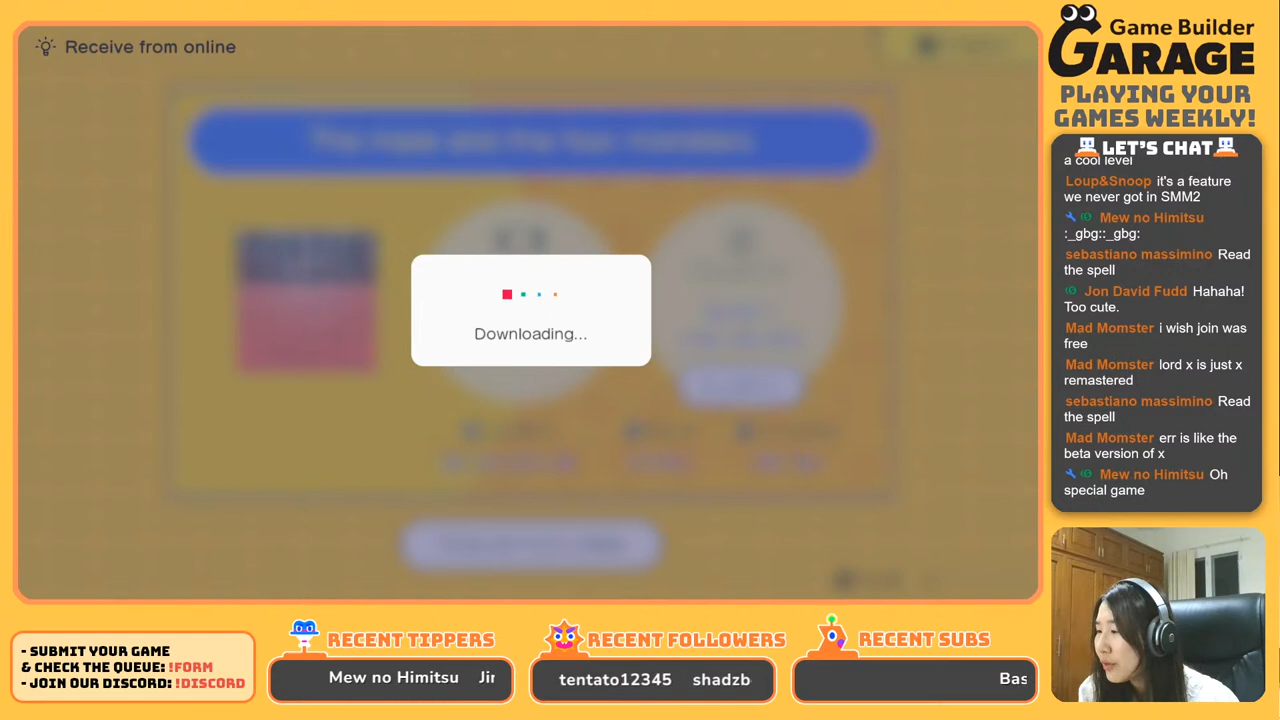 Receive from online
Downloading...
Game Builder
GARAGE
PLAYING YOUR
GAMES WEEKLY!
LET'S CHAT
a cool level
Loup&Snoop it's a feature
we never got in SMM2
Mew no Himitsu
:_gbg::_gbg:
sebastiano massimino Read
the spell
Jon David Fudd Hahaha!
Too cute.
Mad Momster i wish join was
free
Mad Momster lord x is just x
remastered
sebastiano massimino Read
the spell
Mad Momster err is like the
beta version of x
Mew no Himitsu Oh
special game
- SUBMIT YOUR GAME
& CHECK THE QUEUE: !FORM
- JOIN OUR DISCORD: !DISCORD
RECENT TIPPERS
Mew no Himitsu Jir
RECENT FOLLOWERS
tentato12345 shadzb
RECENT SUBS
Bas